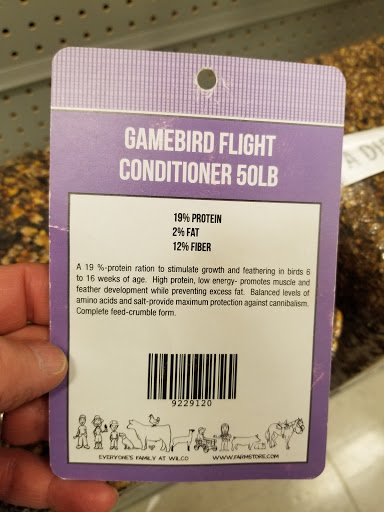 GAMEBIRD FLIGHT
CONDITIONER 50LB
19% PROTEIN
2% FAT
12% FIBER
A 19 %-protein ration to stimulate growth and feathering in birds 6
to 16 weeks of age. High protein, low energy- promotes muscle and
feather development while preventing excess fat. Balanced levels of
amino acids and salt-provide maximum protection against cannibalism.
Complete feed-crumble form.
9229120
EVERYONE'S FAMILY AT WILCO WWW.FARMSTORE.COM
A DI